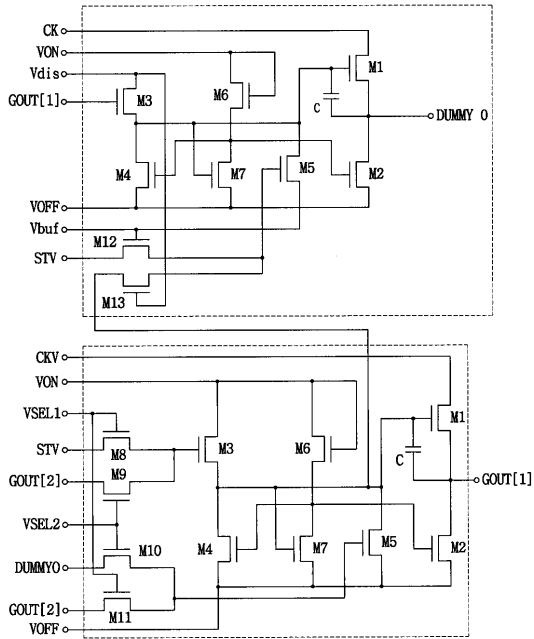 CK
VON
Vdis
GOUT[1]
M3
M6
M1
C
DUMMY 0
M4
M7
M5
M2
VOFF
Vbuf
M12
STV
M13
CKV
VON
VSEL1
M8
STV
M9
GOUT[2]
M3
M6
M1
C
GOUT[1]
VSEL2
M10
M4
M7
M5
M2
DUMMY0
GOUT[2]
M11
VOFF